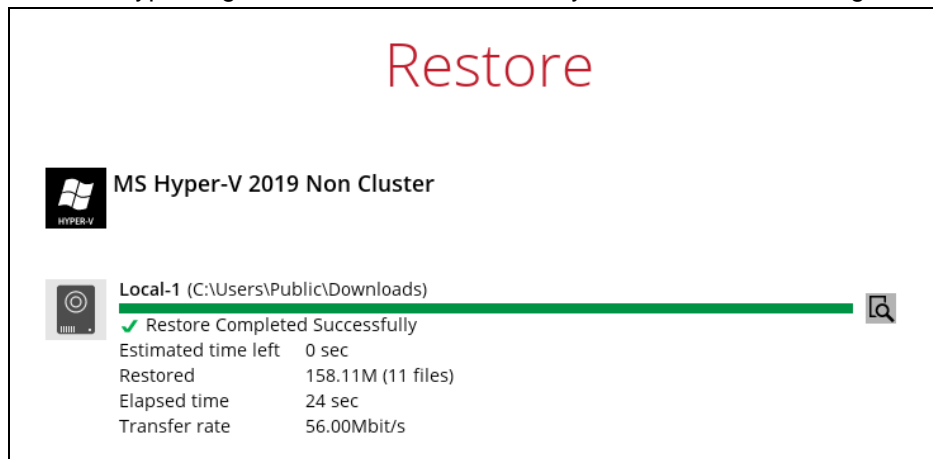 Restore
MS Hyper-V 2019 Non Cluster
HYPER-V
Local-1 (C:\Users\Public\Downloads)
Restore Completed Successfully
Estimated time left 0 sec
Restored 158.11M (11 files)
Elapsed time 24 sec
Transfer rate 56.00Mbit/s